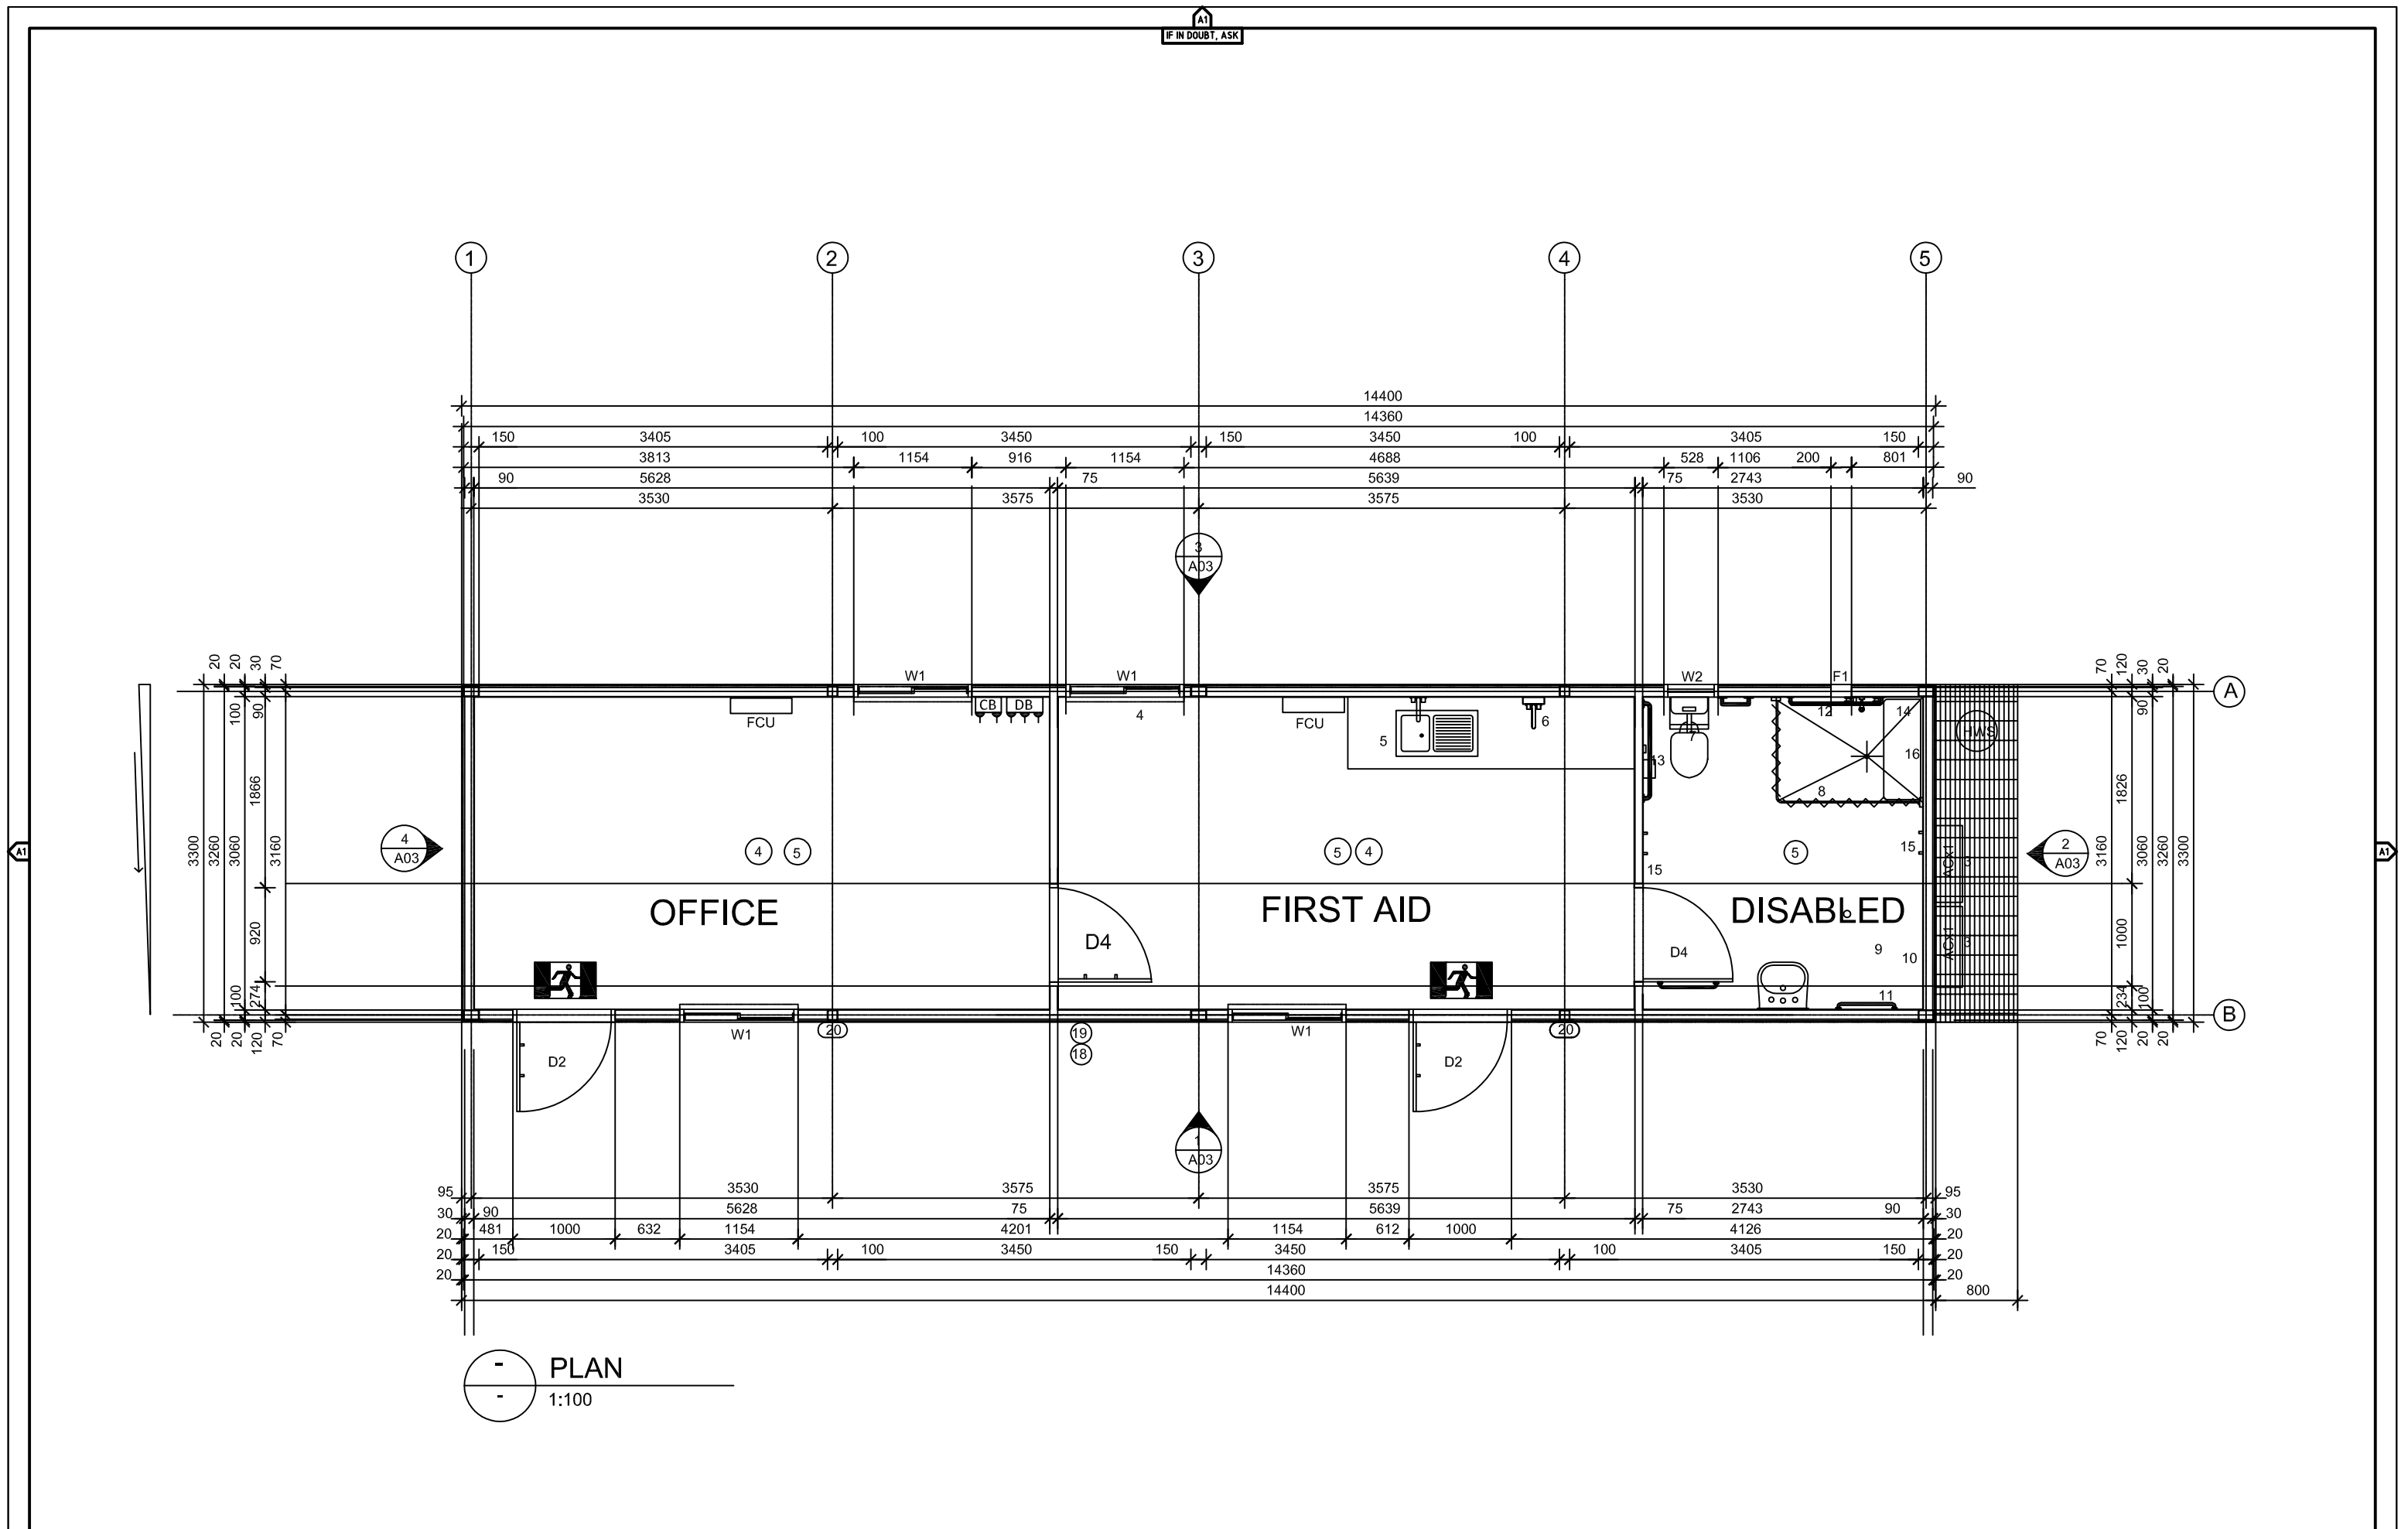 A1
IF IN DOUBT, ASK
1 2 3 4 5
14400
14360
150 3405 100 3450 150 3450 100 3405 150
3813 1154 916 1154 4688 528 1106 200 801
90 5628 75 5639 75 2743 90
3530 3575 3575 3530
3
A03
20 20 30 70
70 120 30 20
W1 W1 W2 F1
A
100 90
90
FCU CB DB 4 FCU 5 6 7 12 14
HWS
13 16
8
1866
1826
A1
3300 3260 3060 3160
4
A03
4 5
5 4
5
15 15
ACX1 3
2
A03
3160 3060 3260 3300
A1
OFFICE
FIRST AID
DISABLED
920
D4
D4
9
10
ACX1 3
1000
100 274
11
234 100
20 20 120 70
70 120 20 20
B
D2 W1 20 19 W1 D2 20
18
1
A03
95 3530 3575 3575 3530 95
30 90 5628 75 5639 75 2743 90 30
20 481 1000 632 1154 4201 1154 612 1000 4126 20
20 150 3405 100 3450 150 3450 100 3405 150 20
20 14360 20
14400 800
-
-
PLAN
1:100